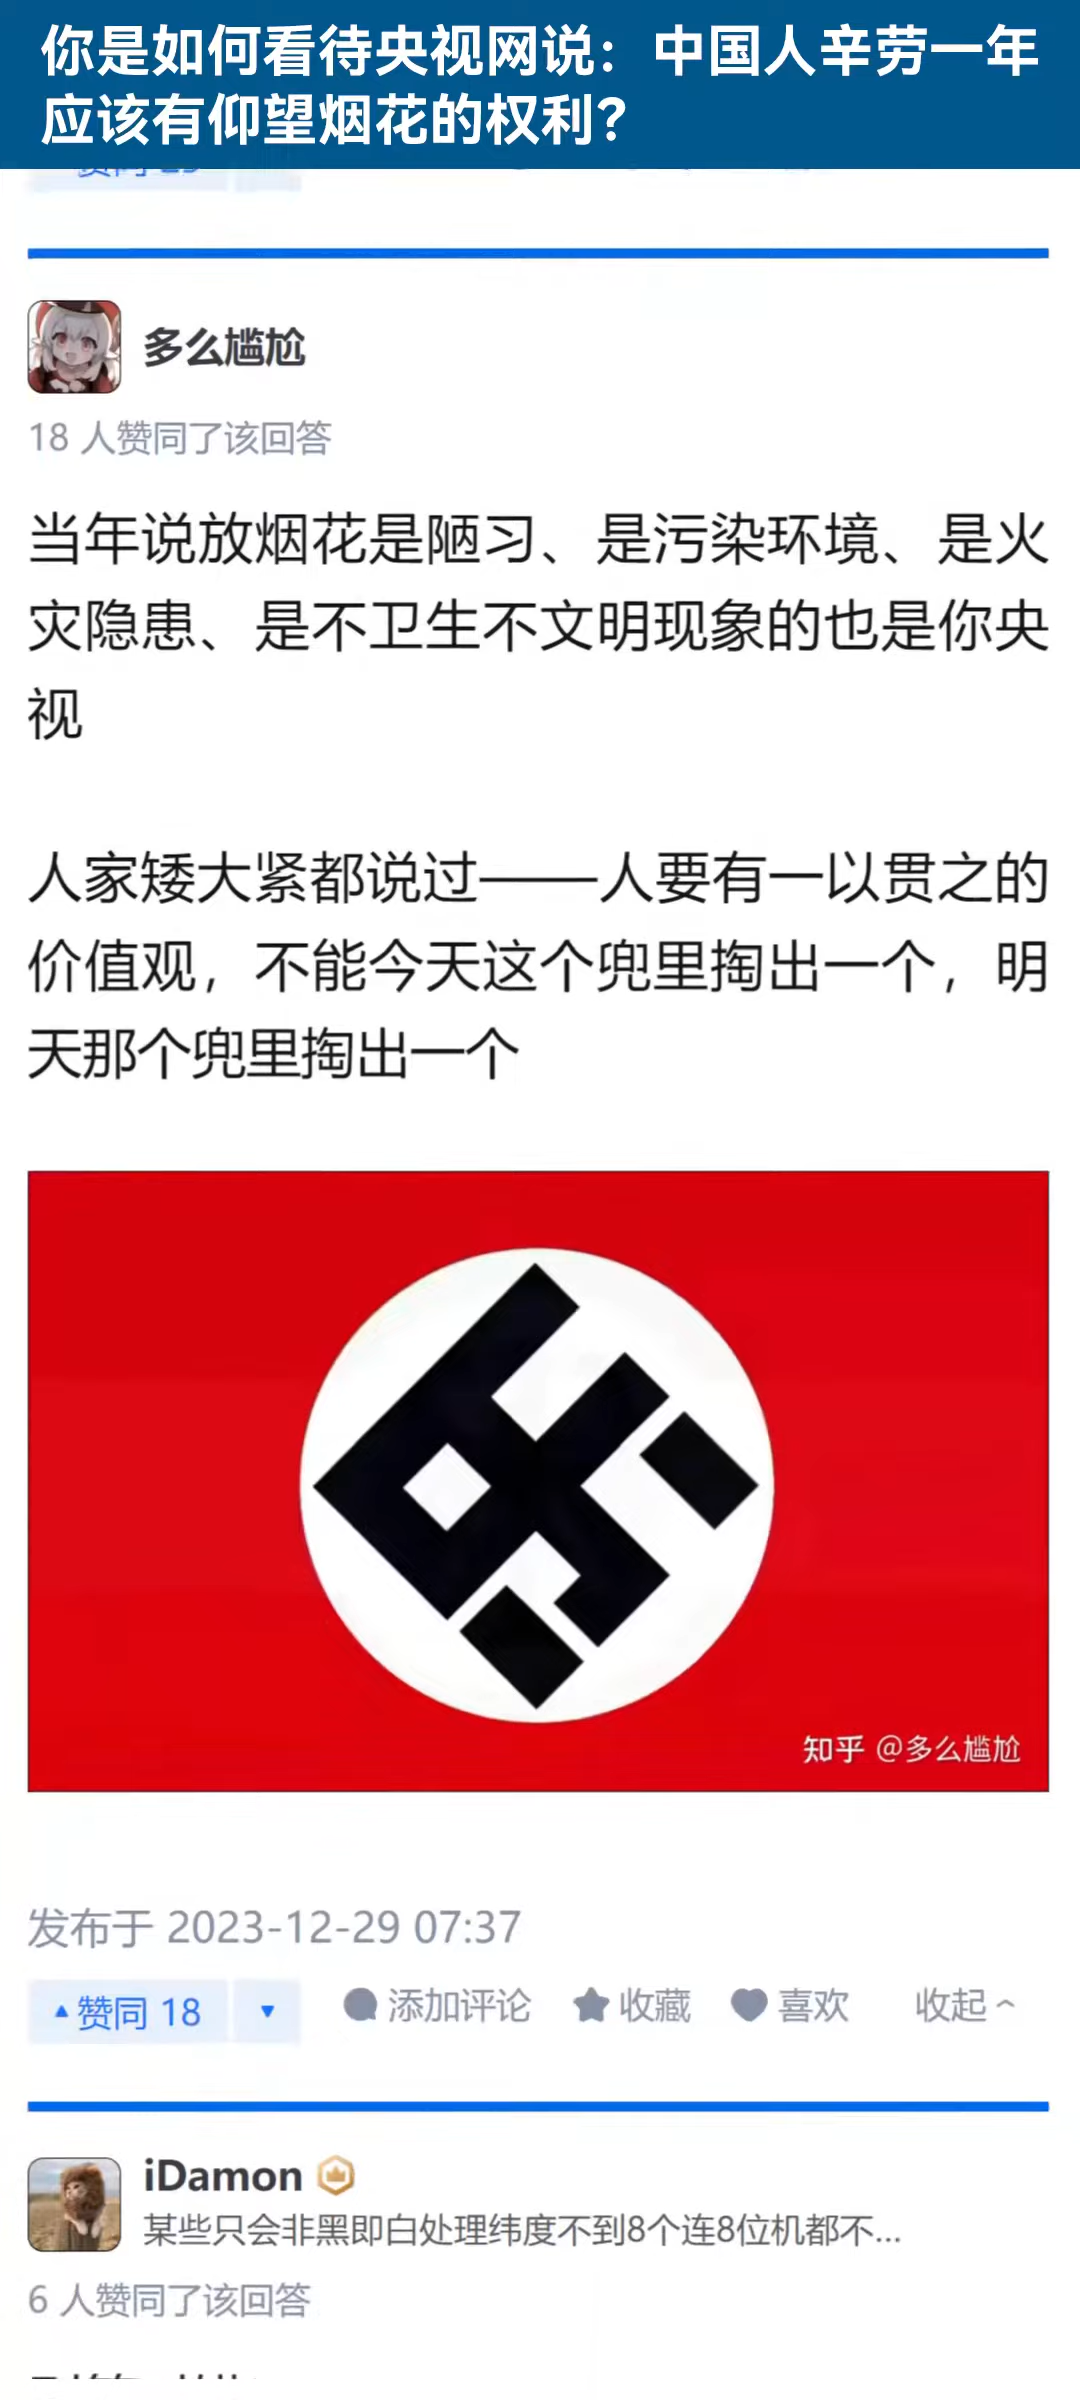 你是如何看待央视网说：中国人辛劳一年
应该有仰望烟花的权利？
多么尴尬
18 人赞同了该回答
当年说放烟花是陋习、是污染环境、是火
灾隐患、是不卫生不文明现象的也是你央
视
人家矮大紧都说过——人要有一以贯之的
价值观，不能今天这个兜里掏出一个，明
天那个兜里掏出一个
知乎 @多么尴尬
发布于 2023-12-29 07:37
赞同 18 添加评论 收藏 喜欢 收起
iDamon
某些只会非黑即白处理纬度不到8个连8位机都不...
6 人赞同了该回答